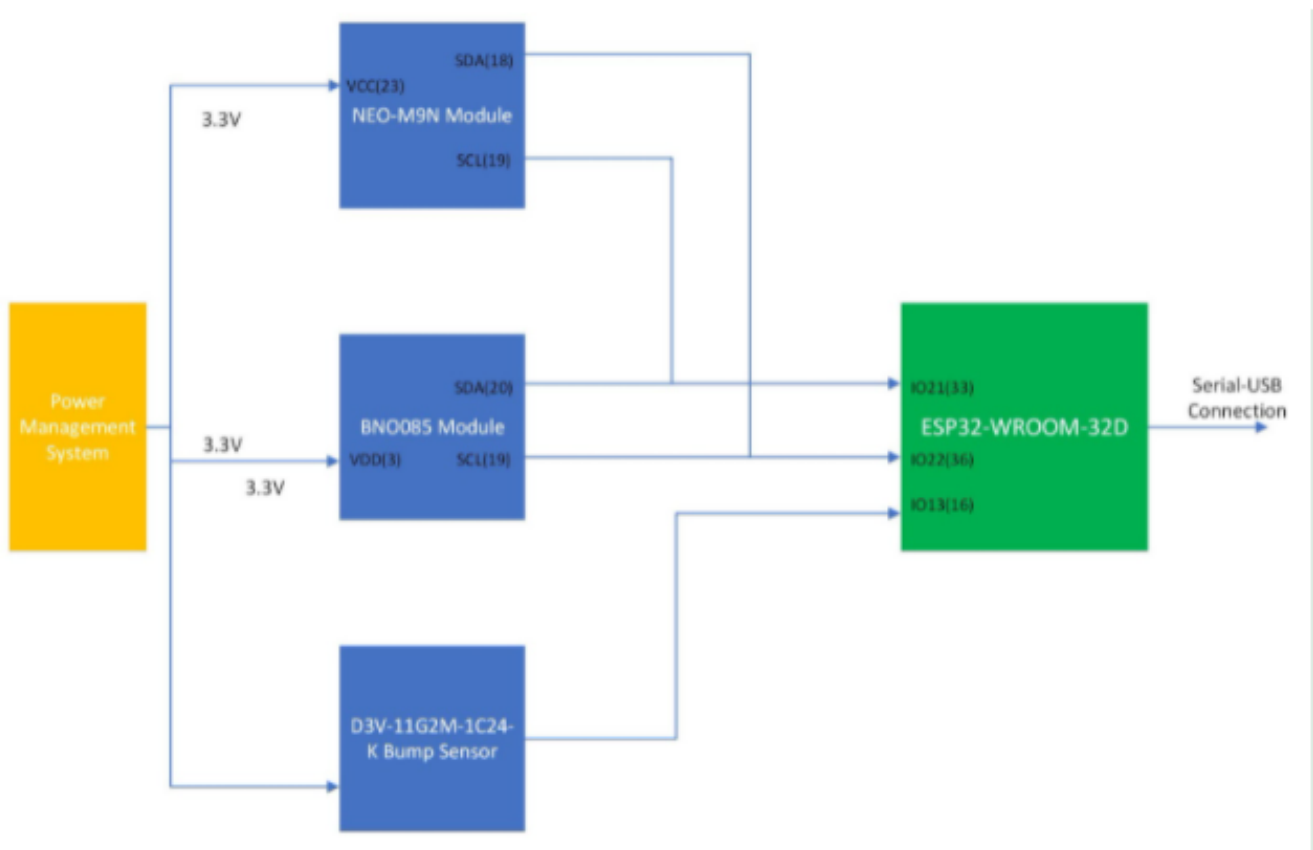 SDA(18)
VCC(23)
3.3V
NEO-M9N Module
SCL(19)
Power
Management
System
SDA(20)
BNO085 Module
3.3V
VDD(3)
SCL(19)
3.3V
IO21(33)
ESP32-WROOM-32D
IO22(36)
IO13(16)
Serial-USB
Connection
D3V-11G2M-1C24-
K Bump Sensor